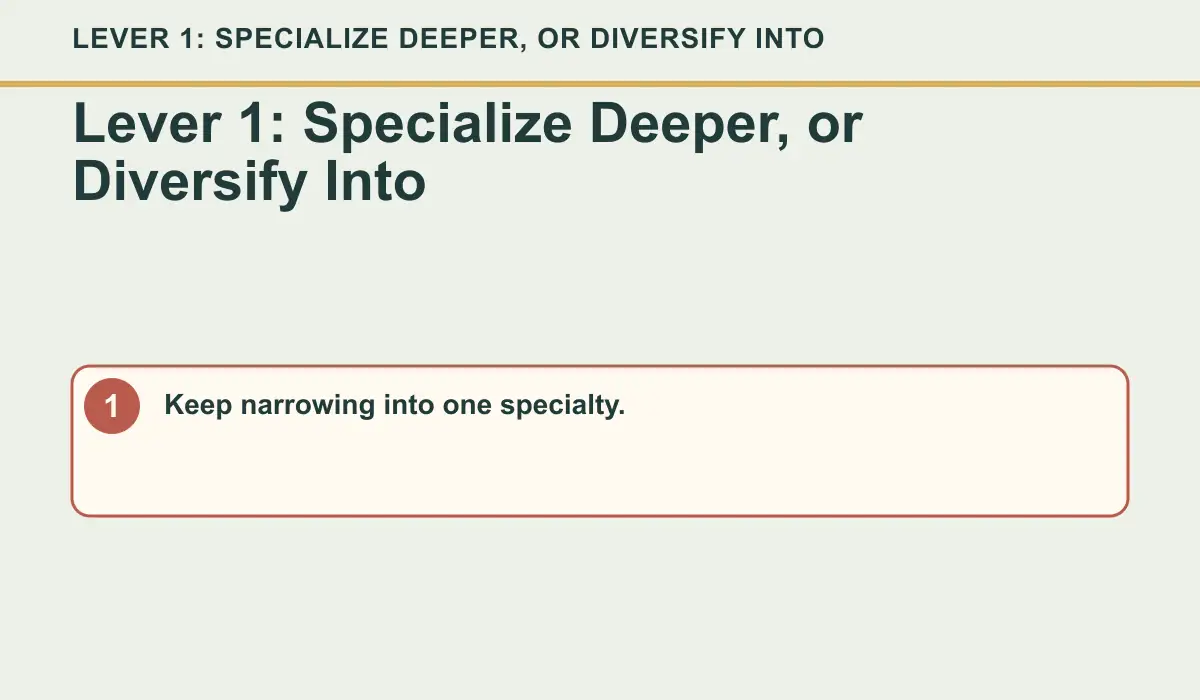 LEVER 1: SPECIALIZE DEEPER, OR DIVERSIFY INTO
Lever 1: Specialize Deeper, or
Diversify Into
1
Keep narrowing into one specialty.